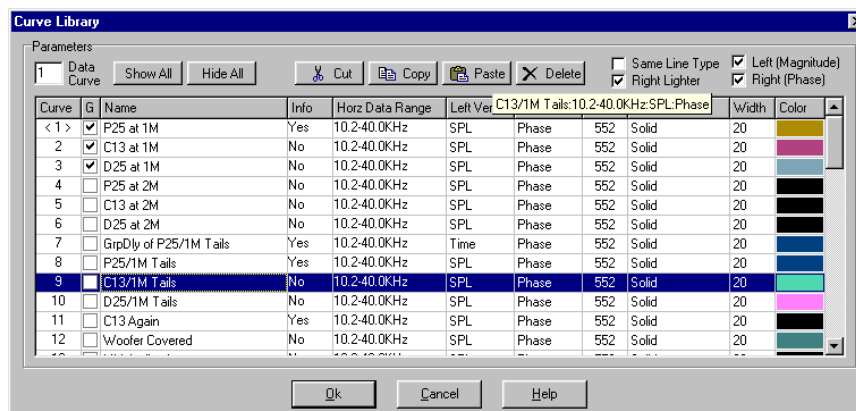 Curve Library
Parameters
1 Data Curve Show All Hide All Cut Copy Paste Delete Same Line Type Left (Magnitude)
Right Lighter Right (Phase)
C13/1M Tails:10.2-40.0KHz:SPL:Phase
Curve G Name Info Horz Data Range Left Ver Width Color
<1> P25 at 1M Yes 10.2-40.0KHz SPL Phase 552 Solid 20
2 C13 at 1M No 10.2-40.0KHz SPL Phase 552 Solid 20
3 D25 at 1M No 10.2-40.0KHz SPL Phase 552 Solid 20
4 P25 at 2M No 10.2-40.0KHz SPL Phase 552 Solid 20
5 C13 at 2M No 10.2-40.0KHz SPL Phase 552 Solid 20
6 D25 at 2M No 10.2-40.0KHz SPL Phase 552 Solid 20
7 GrpDly of P25/1M Tails Yes 10.2-40.0KHz Time Phase 552 Solid 20
8 P25/1M Tails Yes 10.2-40.0KHz SPL Phase 552 Solid 20
9 C13/1M Tails No 10.2-40.0KHz SPL Phase 552 Solid 20
10 D25/1M Tails No 10.2-40.0KHz SPL Phase 552 Solid 20
11 C13 Again Yes 10.2-40.0KHz SPL Phase 552 Solid 20
12 Woofer Covered No 10.2-40.0KHz SPL Phase 552 Solid 20
Ok Cancel Help